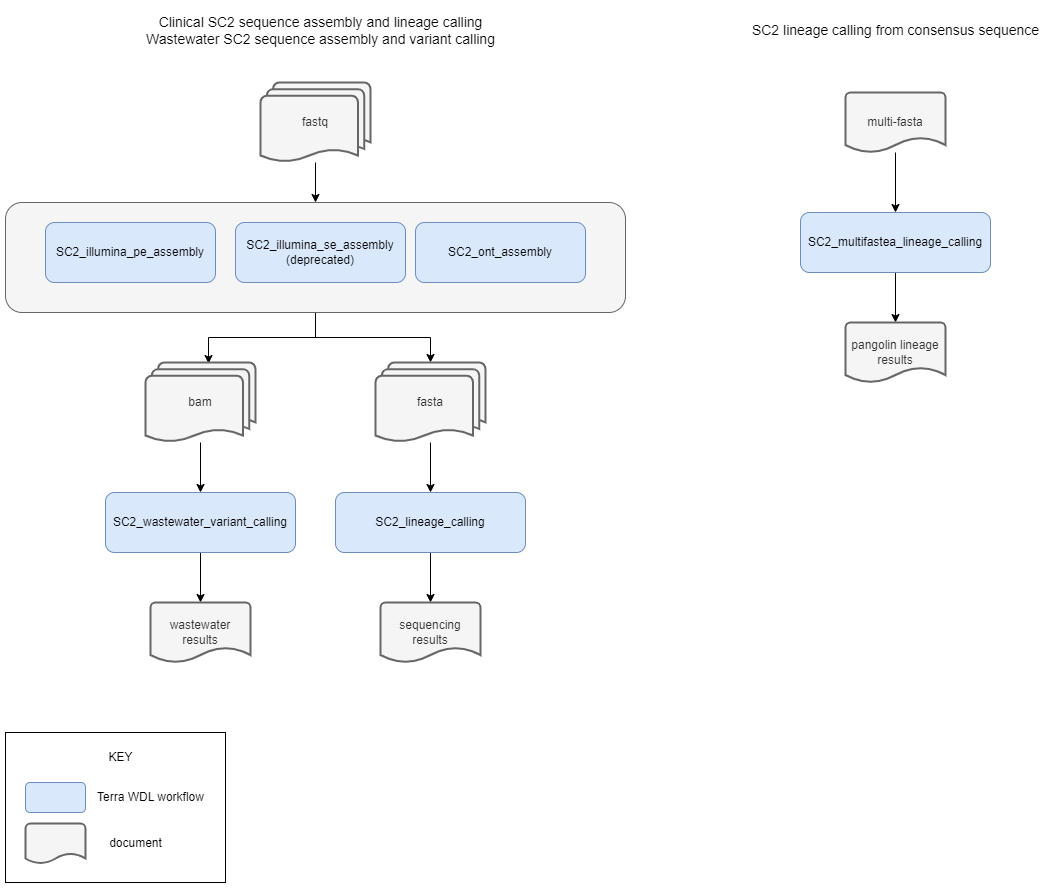 Clinical SC2 sequence assembly and lineage calling
Wastewater SC2 sequence assembly and variant calling
SC2 lineage calling from consensus sequence
fastq
multi-fasta
SC2_illumina_pe_assembly
SC2_illumina_se_assembly
(deprecated)
SC2_ont_assembly
SC2_multifastea_lineage_calling
pangolin lineage
results
bam
fasta
SC2_wastewater_variant_calling
SC2_lineage_calling
wastewater
results
sequencing
results
KEY
Terra WDL workflow
document